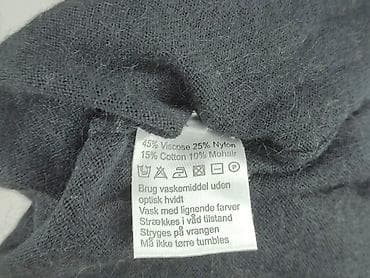 45% Viscose 25% Nylon
15% Cotton 10% Mohair
Brug vaskemiddel uden
optisk hvidt
Vask med lignende farver
Strækkes i våd tilstand
Stryges på vrangen
Må ikke tørre tumbles